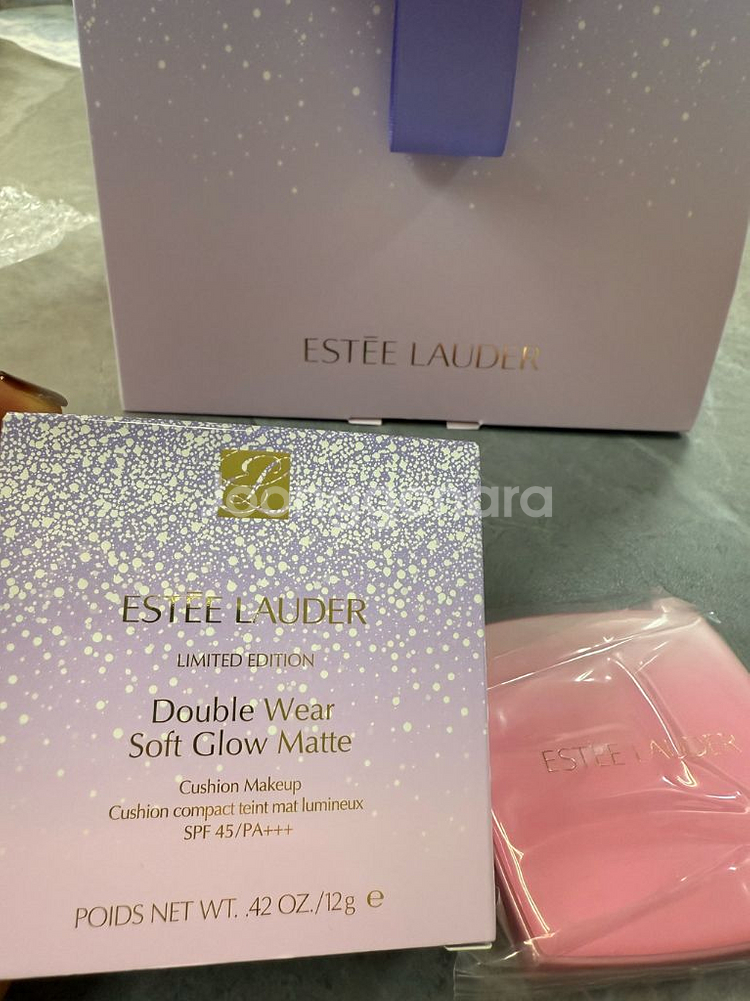 ESTĒE LAUDER
Joonggonara
ESTĒE LAUDER
LIMITED EDITION
Double Wear
Soft Glow Matte
Cushion Makeup
Cushion compact teint mat lumineux
SPF 45/PA+++
POIDS NET WT. .42 OZ./12g ℮
ESTĒE LAUDER